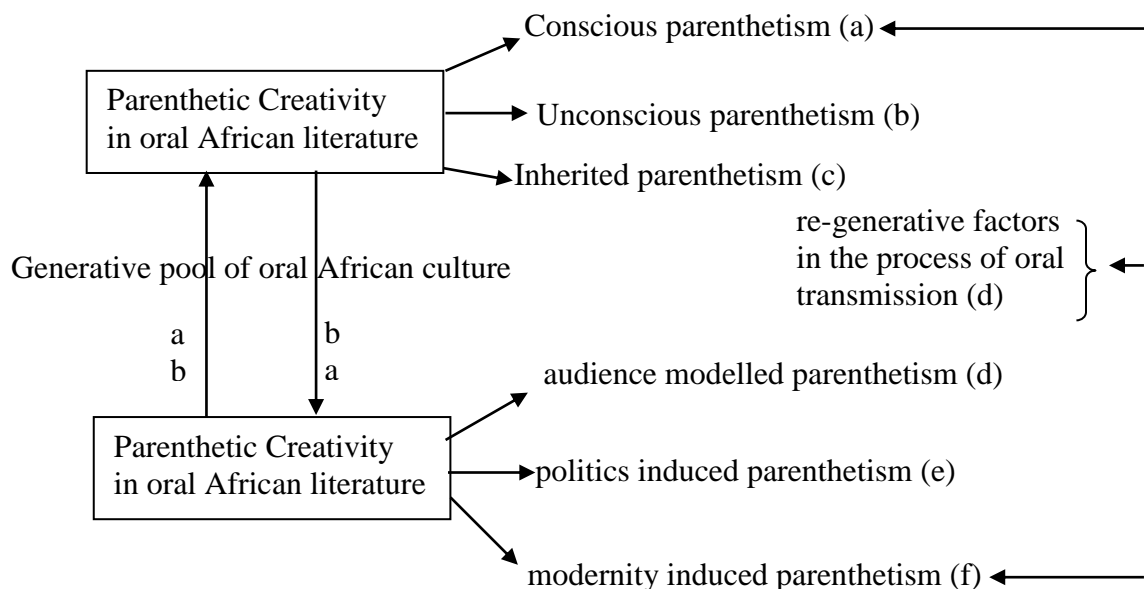 Conscious parenthetism (a)
Parenthetic Creativity
in oral African literature
Unconscious parenthetism (b)
Inherited parenthetism (c)
re-generative factors
in the process of oral
transmission (d)
Generative pool of oral African culture
a b
b a
audience modelled parenthetism (d)
Parenthetic Creativity
in oral African literature
politics induced parenthetism (e)
modernity induced parenthetism (f)